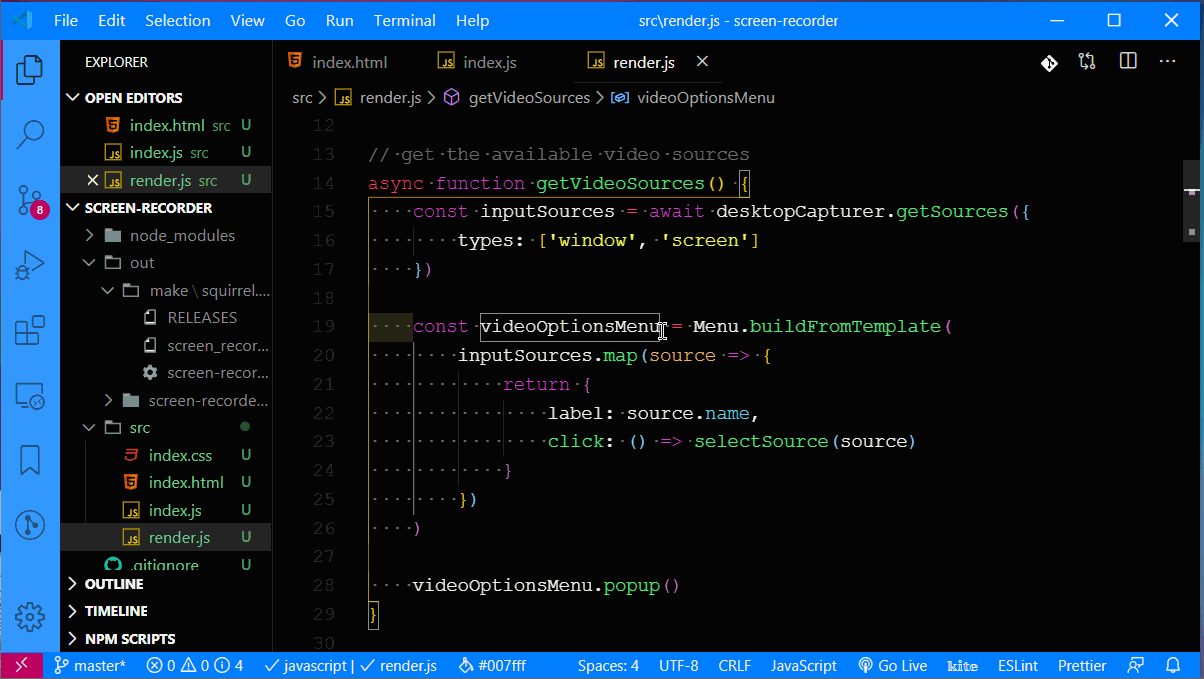 File Edit Selection View Go Run Terminal Help src\render.js - screen-recorder
EXPLORER
OPEN EDITORS
index.html src U
index.js src U
render.js src U
SCREEN-RECORDER
node_modules
out
make \ squirrel....
RELEASES
screen_recor...
screen-recor...
screen-recorde...
src
index.css U
index.html U
index.js U
render.js U
.gitignore U
OUTLINE
TIMELINE
NPM SCRIPTS
8
index.html index.js render.js
src > render.js > getVideoSources > videoOptionsMenu
12
13 // get the available video sources
14 async function getVideoSources() {
15 const inputSources = await desktopCapturer.getSources({
16 types: ['window', 'screen']
17 })
18
19 const videoOptionsMenu = Menu.buildFromTemplate(
20 inputSources.map(source => {
21 return {
22 label: source.name,
23 click: () => selectSource(source)
24 }
25 })
26 )
27
28 videoOptionsMenu.popup()
29 }
30
master* 0 0 4 javascript | render.js #007fff Spaces: 4 UTF-8 CRLF JavaScript Go Live kite ESLint Prettier